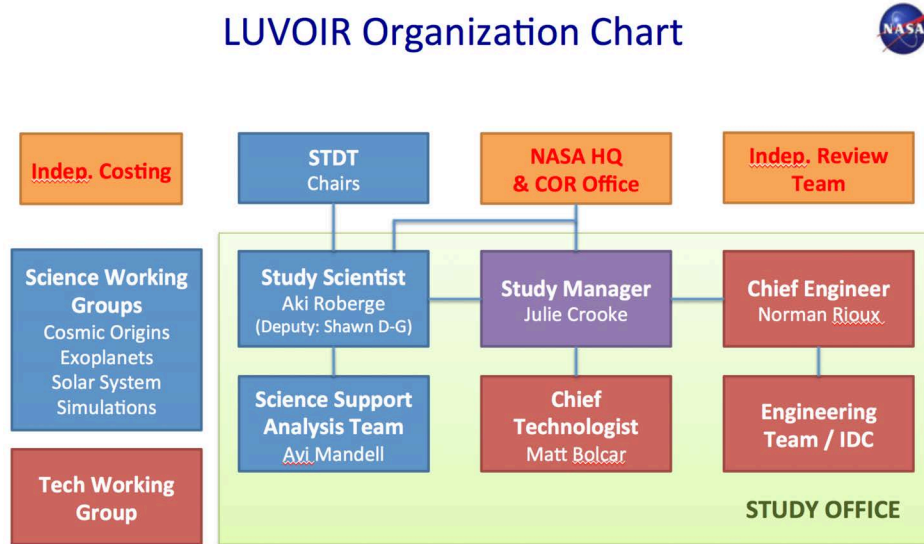 LUVOIR Organization Chart
NASA
Indep. Costing
STDT
Chairs
NASA HQ
& COR Office
Indep. Review
Team
Science Working
Groups
Cosmic Origins
Exoplanets
Solar System
Simulations
Study Scientist
Aki Roberge
(Deputy: Shawn D-G)
Study Manager
Julie Crooke
Chief Engineer
Norman Rioux
Science Support
Analysis Team
Avi Mandell
Chief
Technologist
Matt Bolcar
Engineering
Team / IDC
Tech Working
Group
STUDY OFFICE